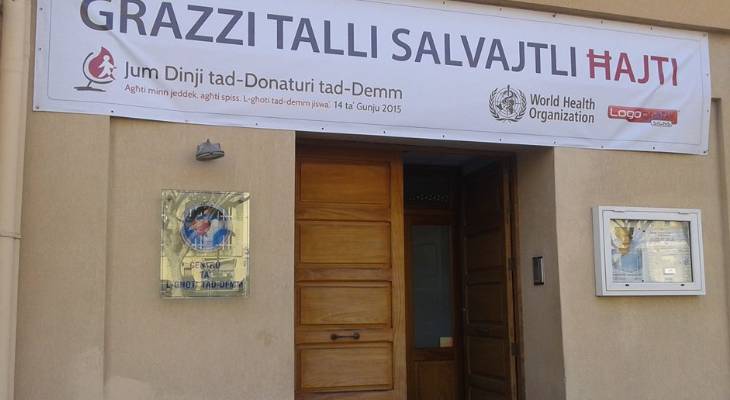 GRAZZI TALLI SALVAJTLI ĦAJTI
Jum Dinji tad-Donaturi tad-Demm
Agħti minn jeddek, agħti spiss. L-għoti tad-demm jiswa'. 14 ta' Ġunju 2015
World Health
Organization
Logo
ĊENTRU
TA'
L-GĦOTI TAD-DEMM